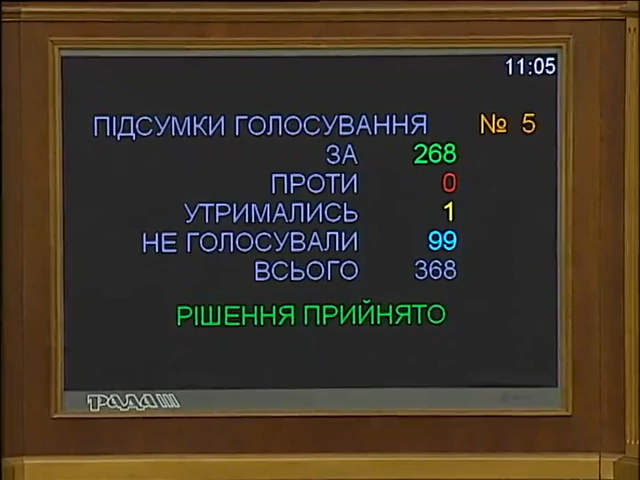 11:05
ПІДСУМКИ ГОЛОСУВАННЯ № 5
ЗА 268
ПРОТИ 0
УТРИМАЛИСЬ 1
НЕ ГОЛОСУВАЛИ 99
ВСЬОГО 368
РІШЕННЯ ПРИЙНЯТО
РАДА III